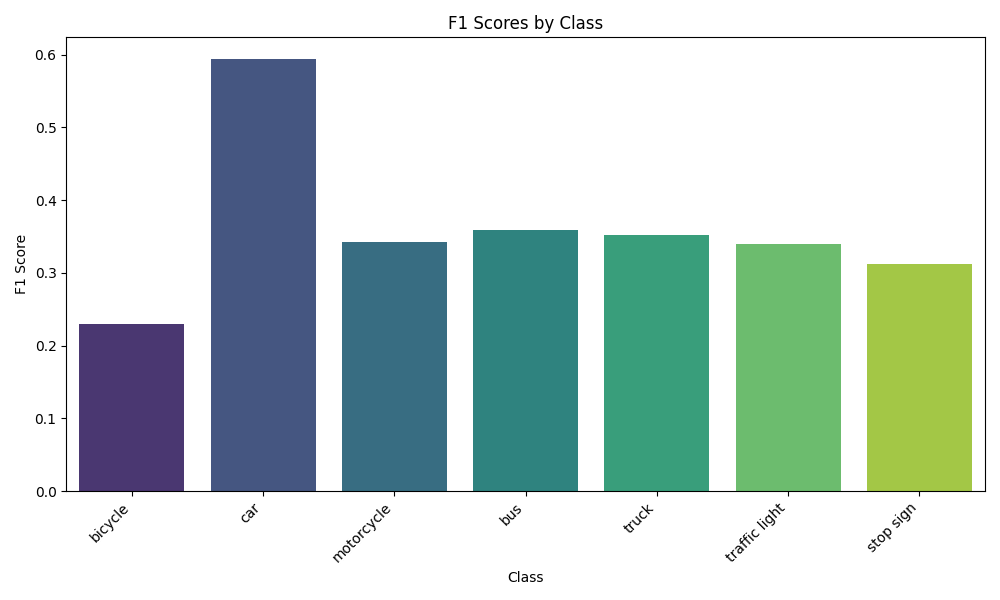 F1 Scores by Class
F1 Score
0.6
0.5
0.4
0.3
0.2
0.1
0.0
bicycle
car
motorcycle
bus
truck
traffic light
stop sign
Class